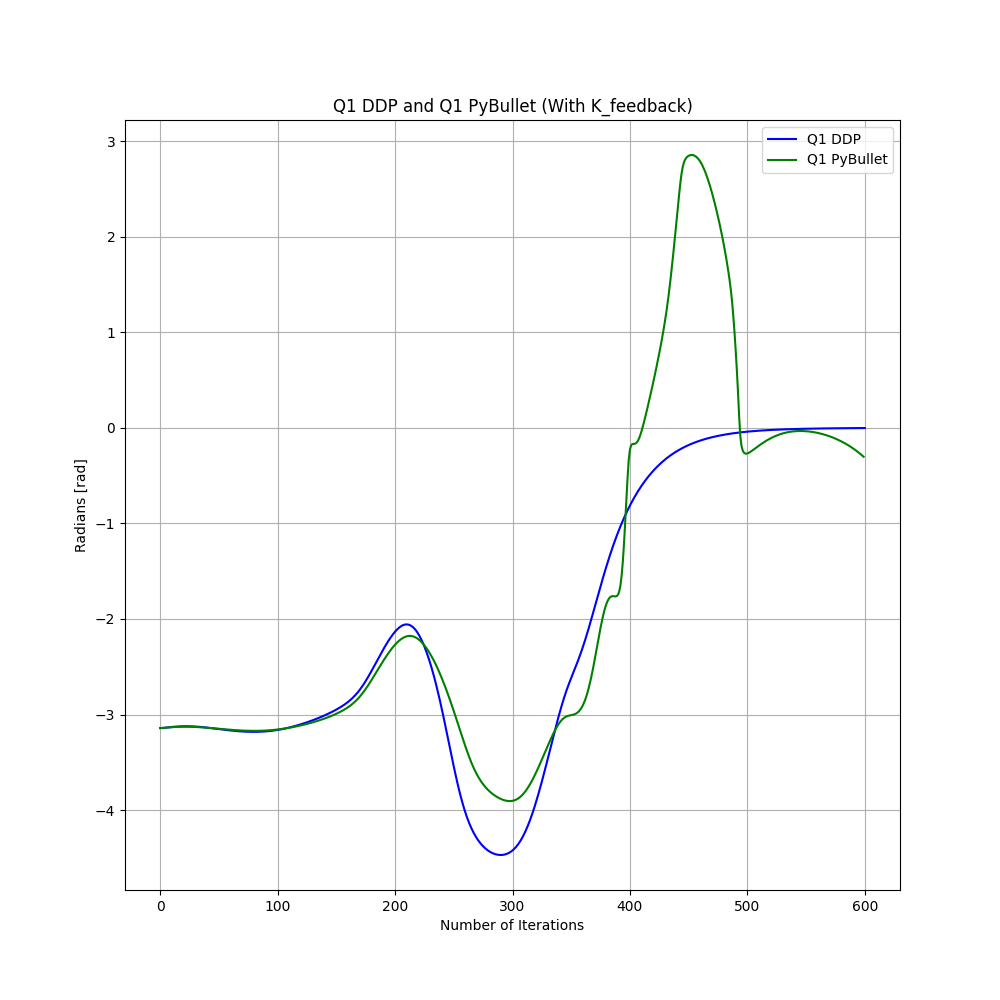 Q1 DDP and Q1 PyBullet (With K_feedback)
Q1 DDP
Q1 PyBullet
3
2
1
0
−1
−2
−3
−4
Radians [rad]
0 100 200 300 400 500 600
Number of Iterations